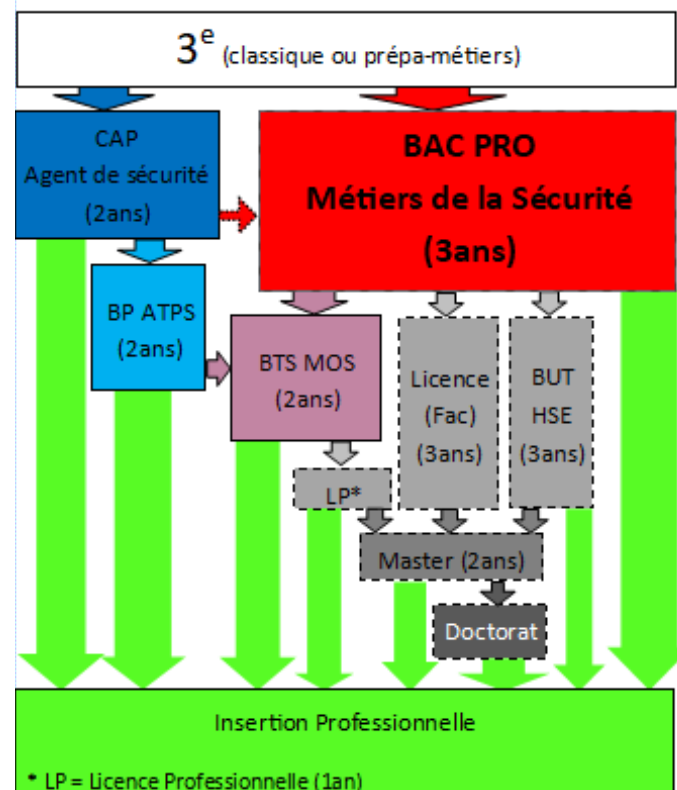 3e (classique ou prépa-métiers)
CAP
Agent de sécurité
(2ans)
BAC PRO
Métiers de la Sécurité
(3ans)
BP ATPS
(2ans)
BTS MOS
(2ans)
Licence
(Fac)
(3ans)
BUT
HSE
(3ans)
LP*
Master (2ans)
Doctorat
Insertion Professionnelle
* LP = Licence Professionnelle (1an)